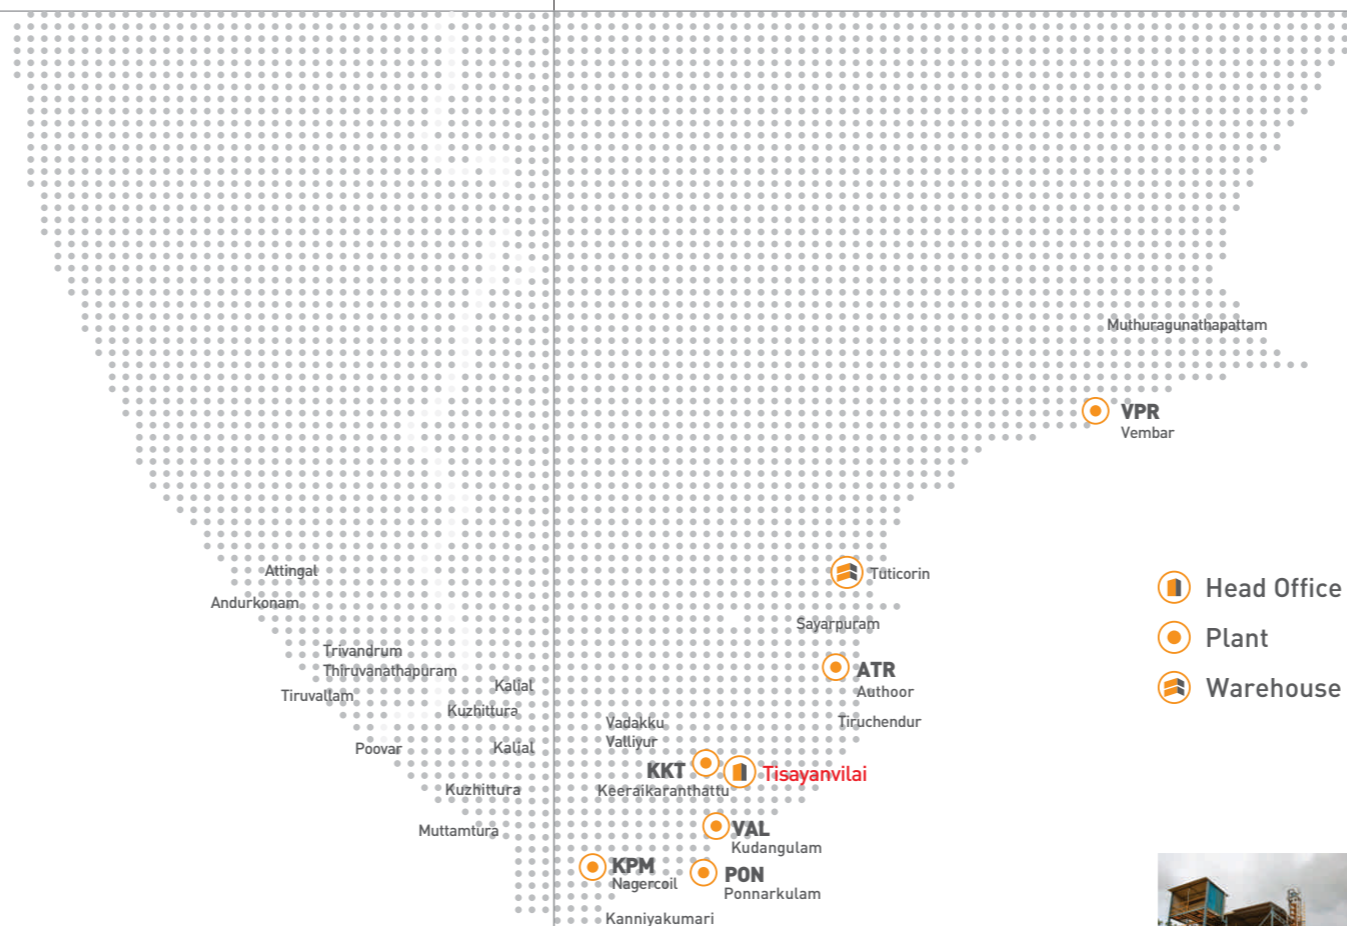 Muthuragunathapattam
VPR
Vembar
Attingal
Tuticorin
Andurkonam
Sayarpuram
Trivandrum
Thiruvanathapuram
Tiruvallam
Kalial
Kuzhittura
ATR
Authoor
Tiruchendur
Vadakku
Valliyur
Poovar
Kalial
KKT
Keeraikaranthattu
Tisayanvilai
Kuzhittura
Muttamtura
VAL
Kudangulam
KPM
Nagercoil
PON
Ponnarkulam
Kanniyakumari
Head Office
Plant
Warehouse